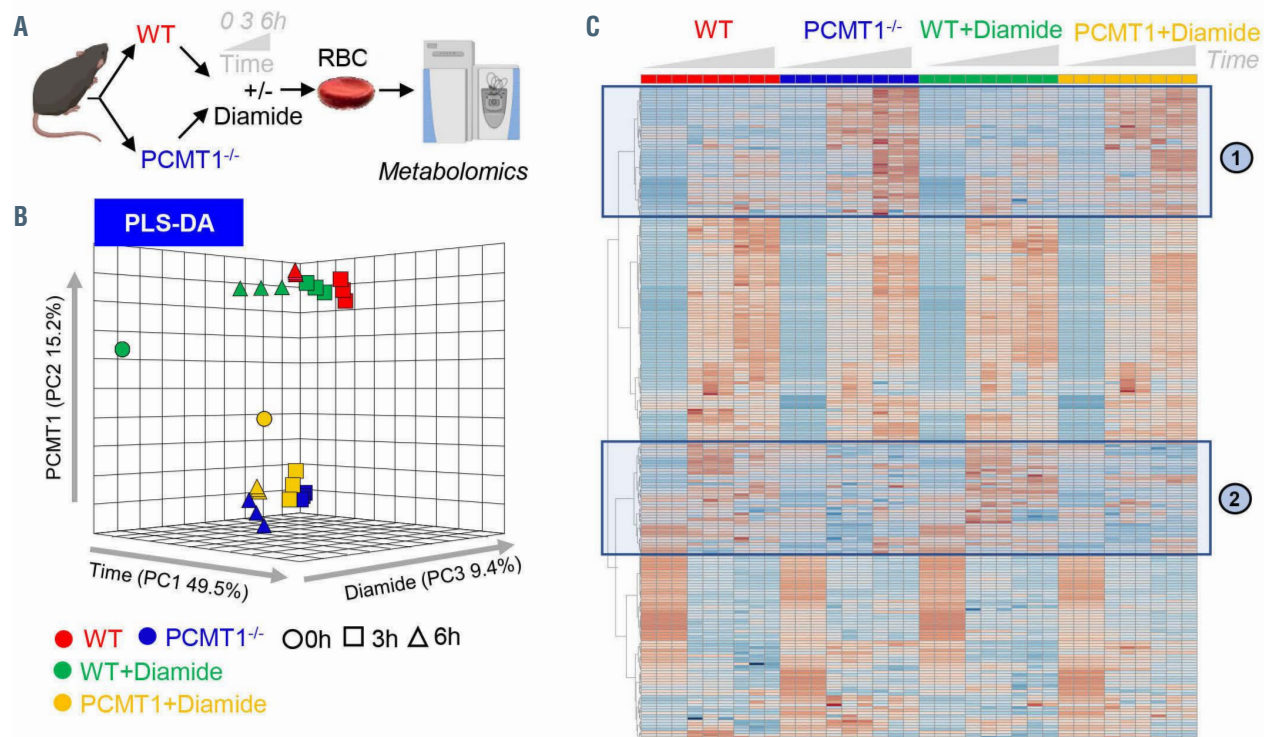 A
WT
0 3 6h
Time
+/-
Diamide
RBC
PCMT1-/-
Metabolomics
B
PLS-DA
PCMT1 (PC2 15.2%)
Time (PC1 49.5%)
Diamide (PC3 9.4%)
WT PCMT1-/- 0h 3h 6h
WT+Diamide
PCMT1+Diamide
C
WT PCMT1-/- WT+Diamide PCMT1+Diamide
Time
1
2